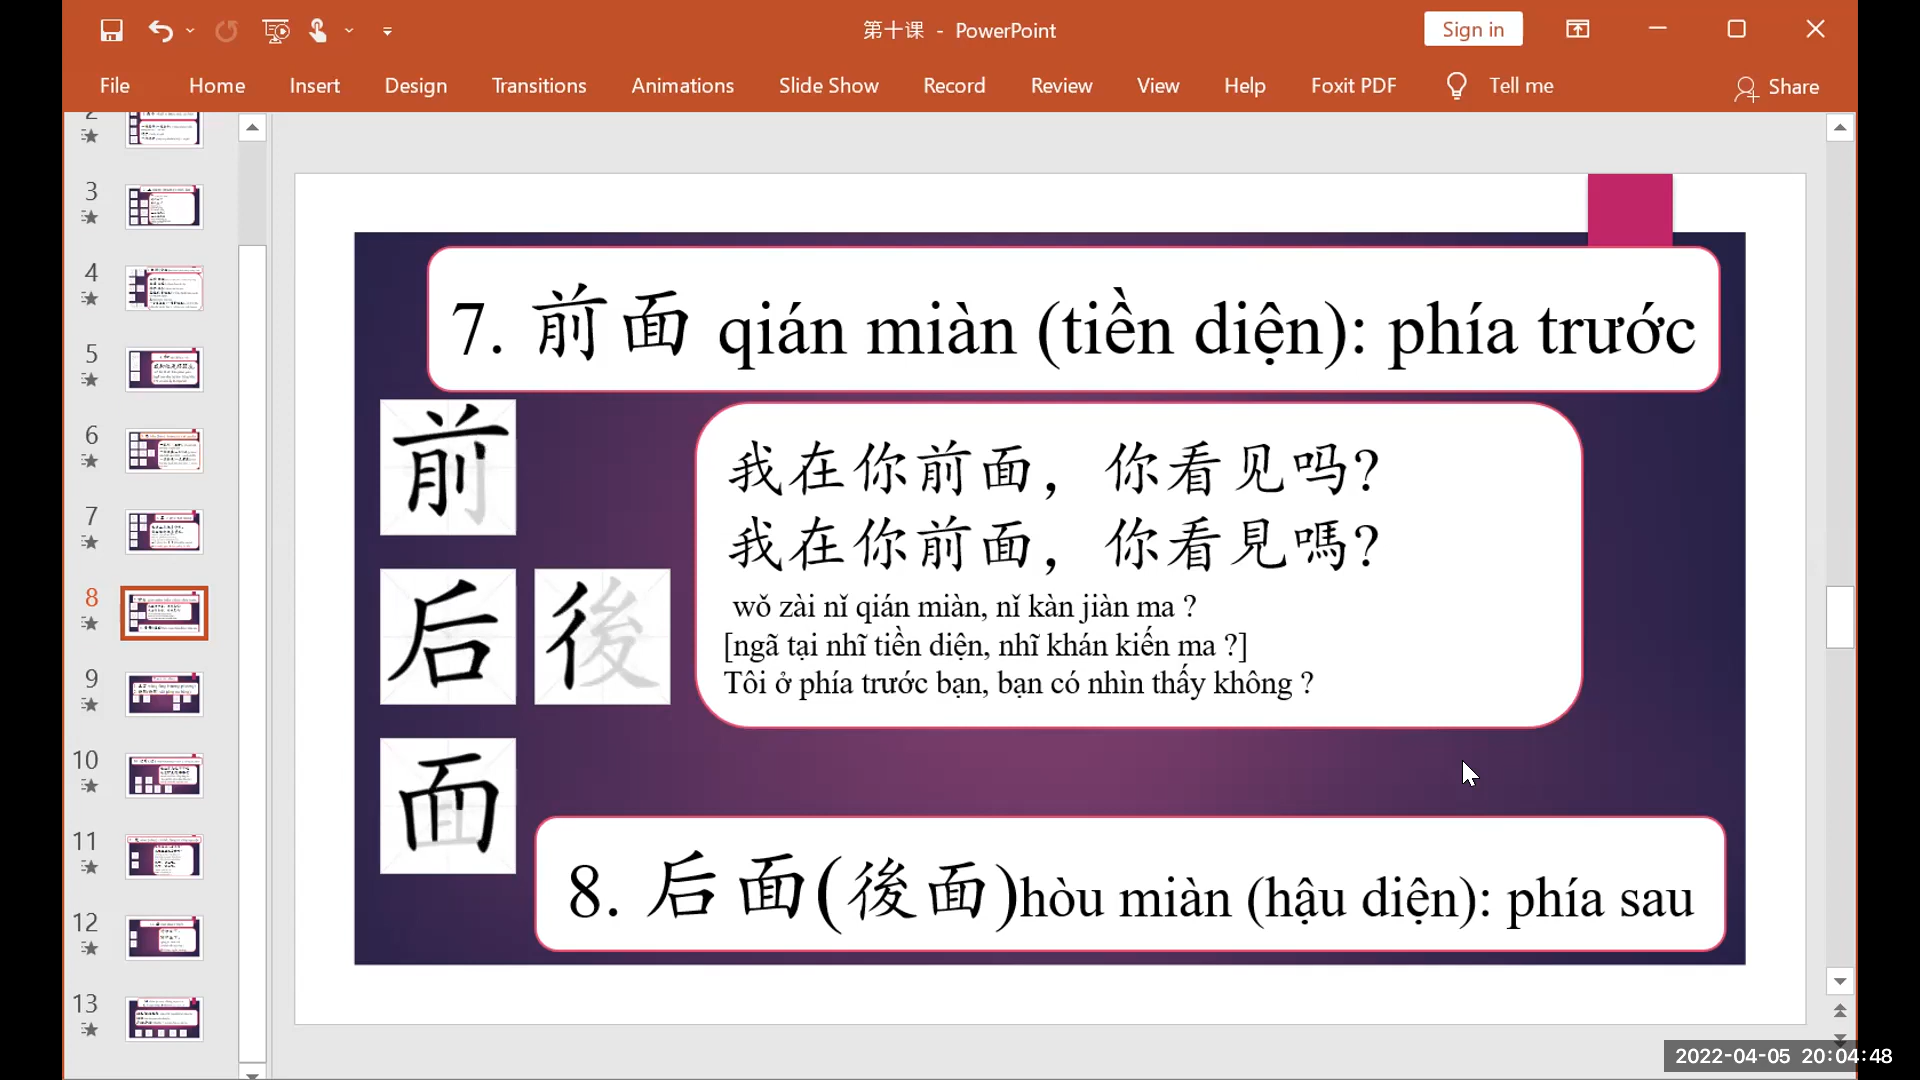 第十课 - PowerPoint
Sign in
File Home Insert Design Transitions Animations Slide Show Record Review View Help Foxit PDF Tell me Share
2
3
4
5
6
7
8
9
10
11
12
13
7. 前面 qián miàn (tiền diện): phía trước
前
我在你前面，你看见吗?
我在你前面，你看見嗎?
wǒ zài nǐ qián miàn, nǐ kàn jiàn ma ?
[ngã tại nhĩ tiền diện, nhĩ khán kiến ma ?]
Tôi ở phía trước bạn, bạn có nhìn thấy không ?
后 後
面
8. 后面(後面)hòu miàn (hậu diện): phía sau
2022-04-05 20:04:48